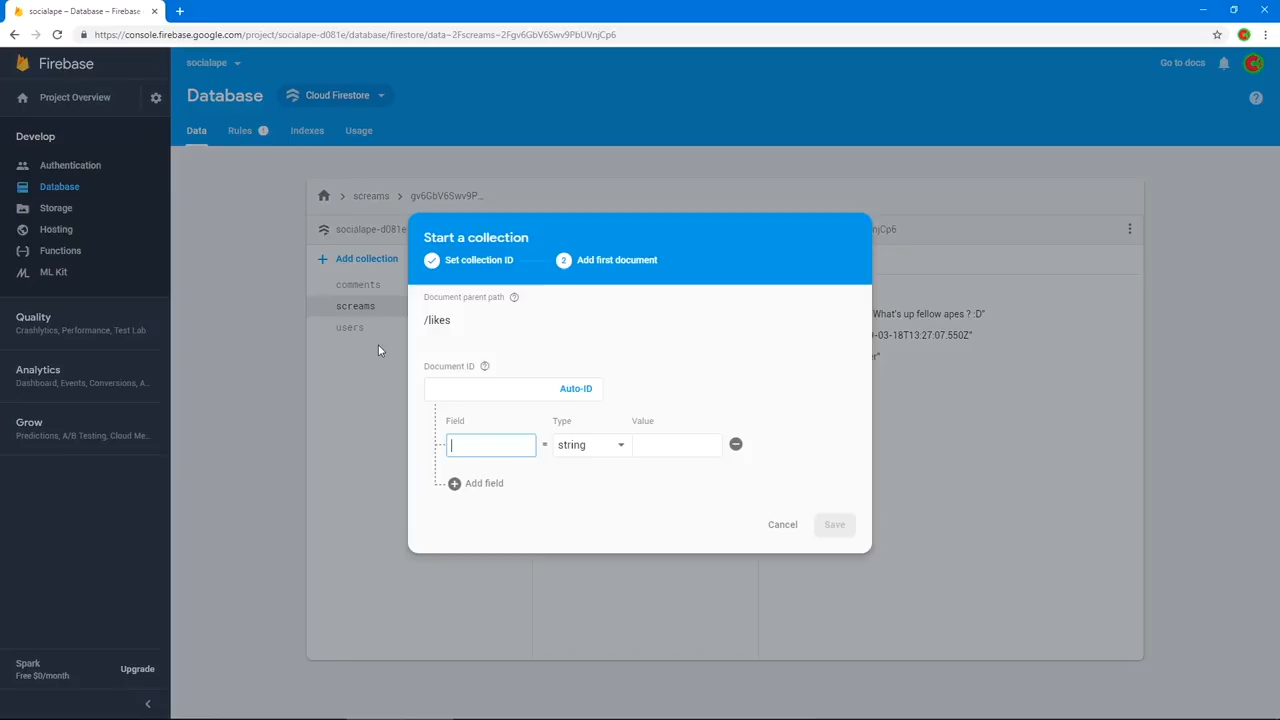 socialape – Database – Firebase
https://console.firebase.google.com/project/socialape-d081e/database/firestore/data~2Fscreams~2Fgv6GbV6Swv9PbUVnjCp6
Firebase
socialape
Go to docs
Project Overview
Database
Cloud Firestore
Data
Rules
Indexes
Usage
Develop
Authentication
Database
Storage
Hosting
Functions
ML Kit
Quality
Crashlytics, Performance, Test Lab
Analytics
Dashboard, Events, Conversions, A...
Grow
Predictions, A/B Testing, Cloud Me...
Spark
Free $0/month
Upgrade
screams
gv6GbV6Swv9P...
socialape-d081e
njCp6
Add collection
comments
screams
users
What's up fellow apes ? :D"
9-03-18T13:27:07.550Z"
er"
Start a collection
Set collection ID
2
Add first document
Document parent path
/likes
Document ID
Auto-ID
Field
Type
Value
=
string
Add field
Cancel
Save